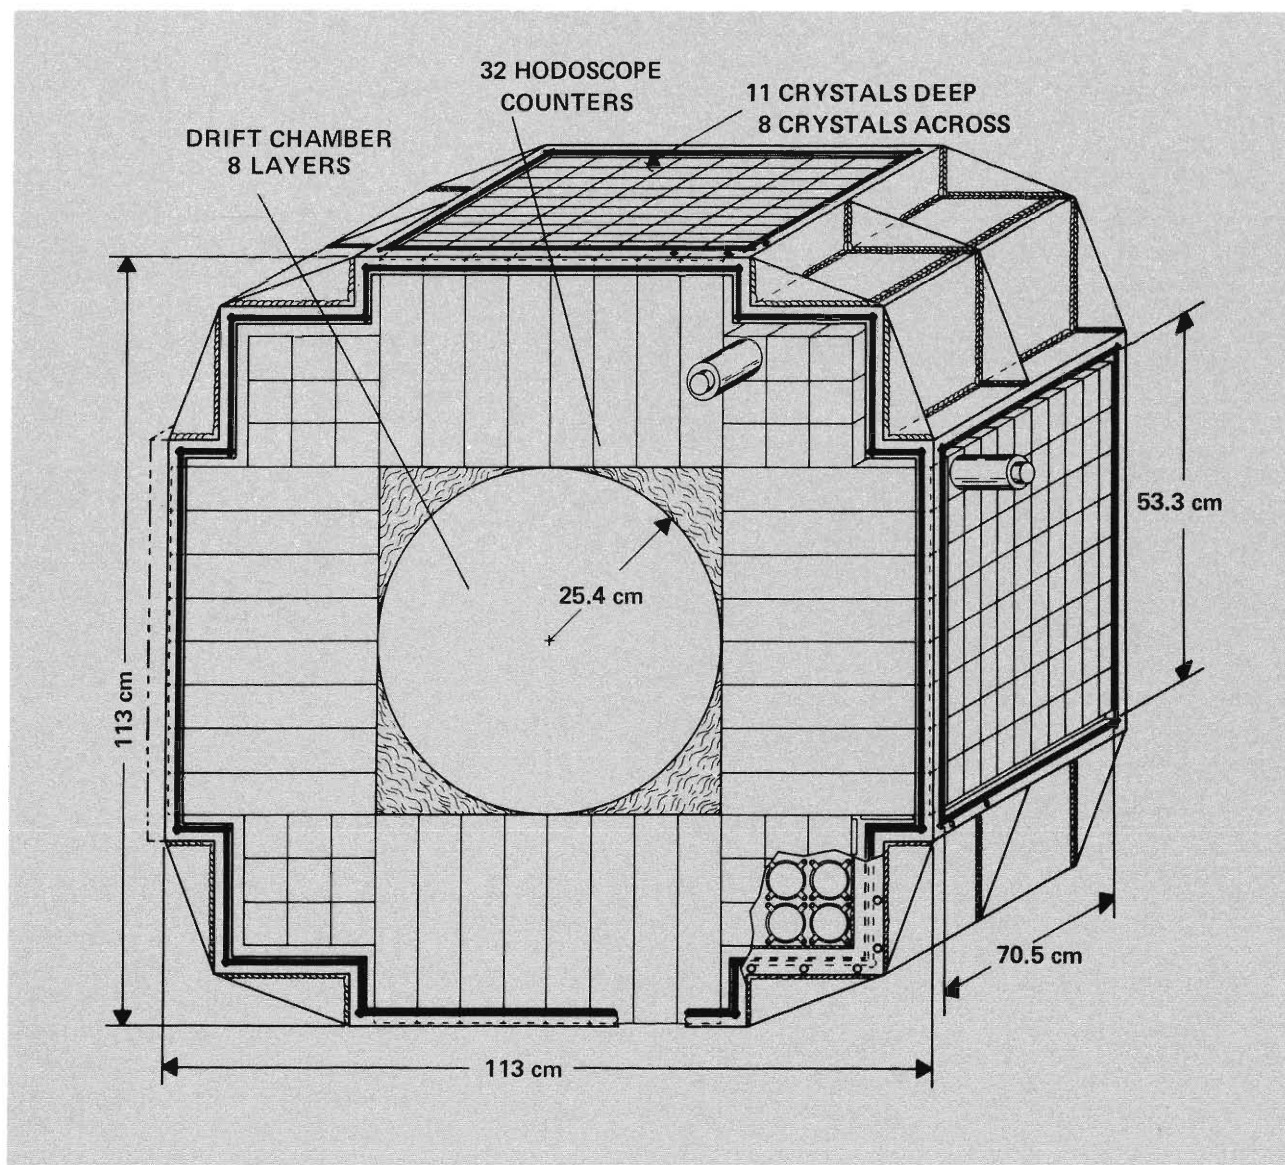 32 HODOSCOPE
COUNTERS
11 CRYSTALS DEEP
8 CRYSTALS ACROSS
DRIFT CHAMBER
8 LAYERS
53.3 cm
25.4 cm
113 cm
70.5 cm
113 cm